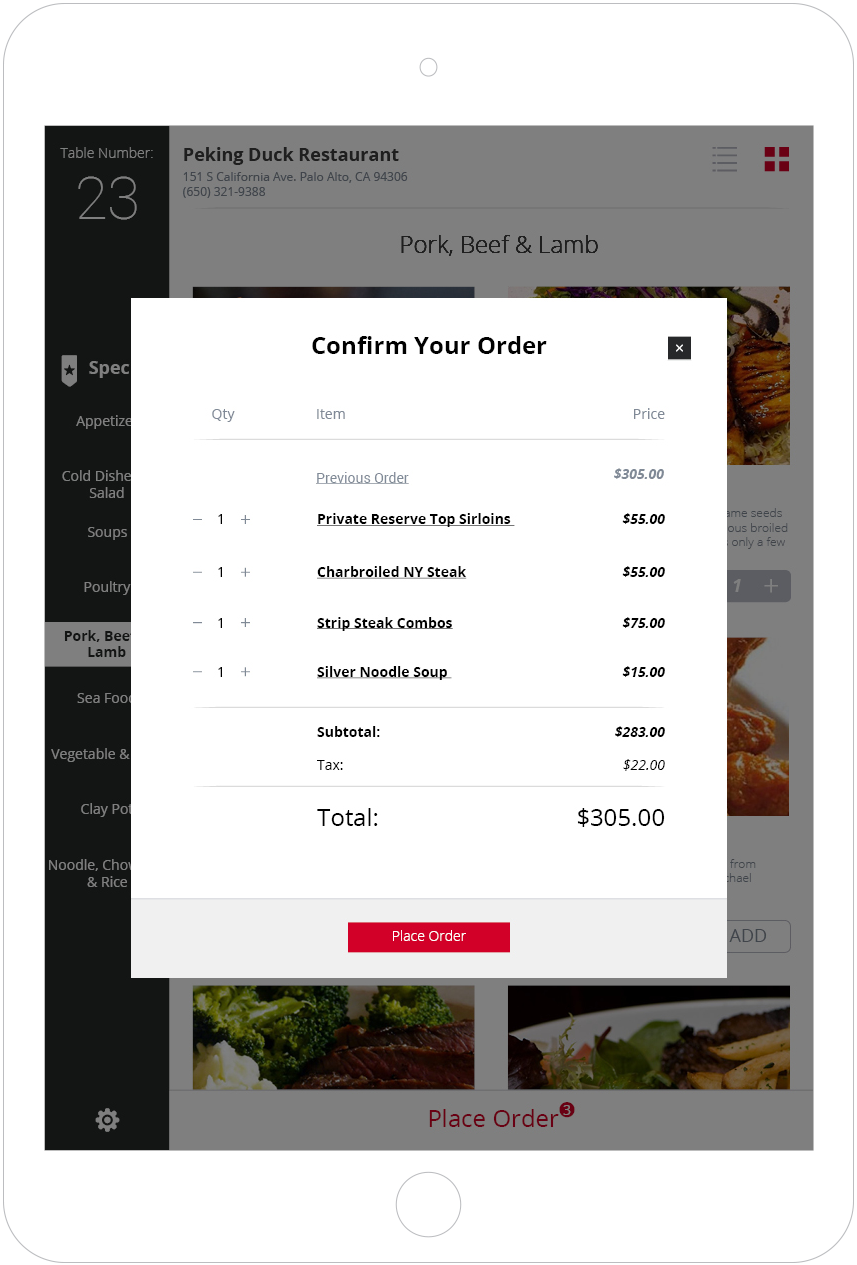 Table Number:
23
Peking Duck Restaurant
151 S California Ave. Palo Alto, CA 94306
(650) 321-9388
Pork, Beef & Lamb
Confirm Your Order
×
Qty Item Price
Previous Order $305.00
− 1 + Private Reserve Top Sirloins $55.00
− 1 + Charbroiled NY Steak $55.00
− 1 + Strip Steak Combos $75.00
− 1 + Silver Noodle Soup $15.00
Subtotal: $283.00
Tax: $22.00
Total: $305.00
Place Order
Spec
Appetize
Cold Dishe
Salad
Soups
Poultry
Pork, Bee
Lamb
Sea Foo
Vegetable &
Clay Pot
Noodle, Chow
& Rice
ame seeds
ous broiled
only a few
1 +
from
chael
ADD
Place Order 3